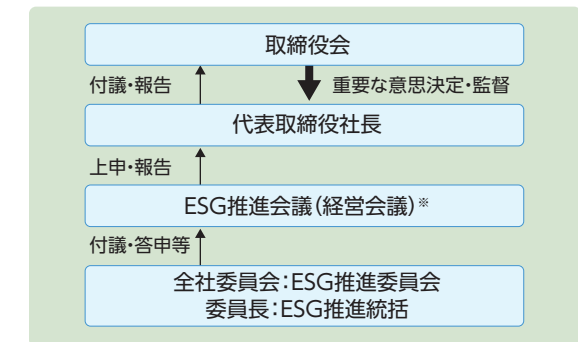 取締役会
付議・報告
重要な意思決定・監督
代表取締役社長
上申・報告
ESG推進会議(経営会議)※
付議・答申等
全社委員会:ESG推進委員会
委員長:ESG推進統括